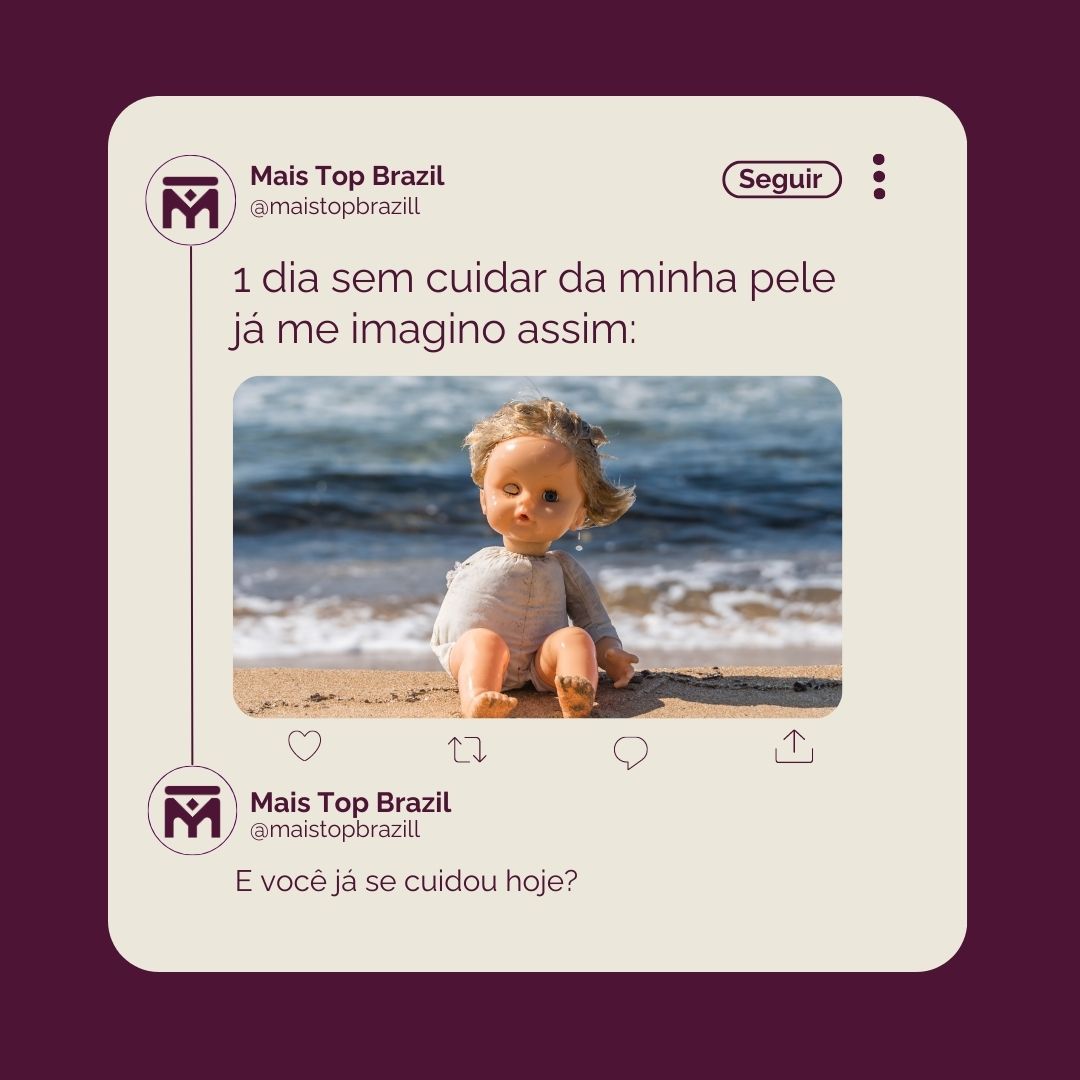 Mais Top Brazil
@maistopbrazill
Seguir
1 dia sem cuidar da minha pele
já me imagino assim:
Mais Top Brazil
@maistopbrazill
E você já se cuidou hoje?